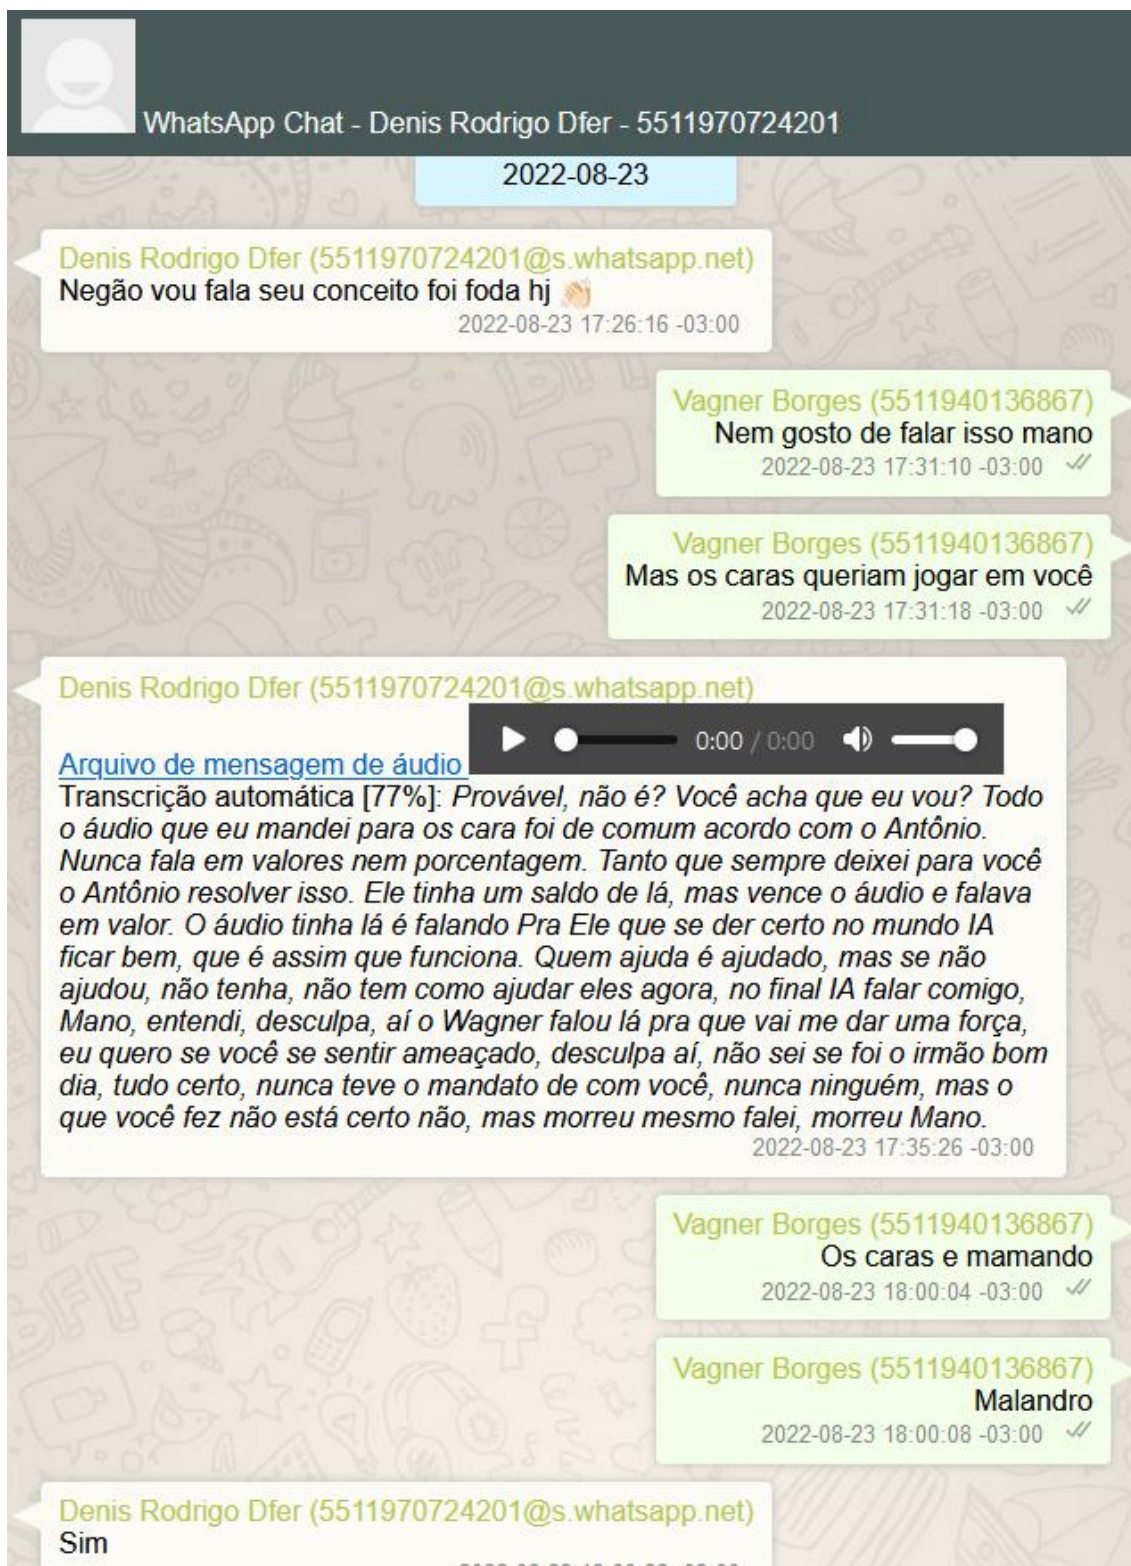 WhatsApp Chat - Denis Rodrigo Dfer - 5511970724201
2022-08-23
Denis Rodrigo Dfer (5511970724201@s.whatsapp.net)
Negão vou fala seu conceito foi foda hj 👏🏻
2022-08-23 17:26:16 -03:00
Vagner Borges (5511940136867)
Nem gosto de falar isso mano
2022-08-23 17:31:10 -03:00
Vagner Borges (5511940136867)
Mas os caras queriam jogar em você
2022-08-23 17:31:18 -03:00
Denis Rodrigo Dfer (5511970724201@s.whatsapp.net)
0:00 / 0:00
Arquivo de mensagem de áudio
Transcrição automática [77%]: Provável, não é? Você acha que eu vou? Todo
o áudio que eu mandei para os cara foi de comum acordo com o Antônio.
Nunca fala em valores nem porcentagem. Tanto que sempre deixei para você
o Antônio resolver isso. Ele tinha um saldo de lá, mas vence o áudio e falava
em valor. O áudio tinha lá é falando Pra Ele que se der certo no mundo IA
ficar bem, que é assim que funciona. Quem ajuda é ajudado, mas se não
ajudou, não tenha, não tem como ajudar eles agora, no final IA falar comigo,
Mano, entendi, desculpa, aí o Wagner falou lá pra que vai me dar uma força,
eu quero se você se sentir ameaçado, desculpa aí, não sei se foi o irmão bom
dia, tudo certo, nunca teve o mandato de com você, nunca ninguém, mas o
que você fez não está certo não, mas morreu mesmo falei, morreu Mano.
2022-08-23 17:35:26 -03:00
Vagner Borges (5511940136867)
Os caras e mamando
2022-08-23 18:00:04 -03:00
Vagner Borges (5511940136867)
Malandro
2022-08-23 18:00:08 -03:00
Denis Rodrigo Dfer (5511970724201@s.whatsapp.net)
Sim